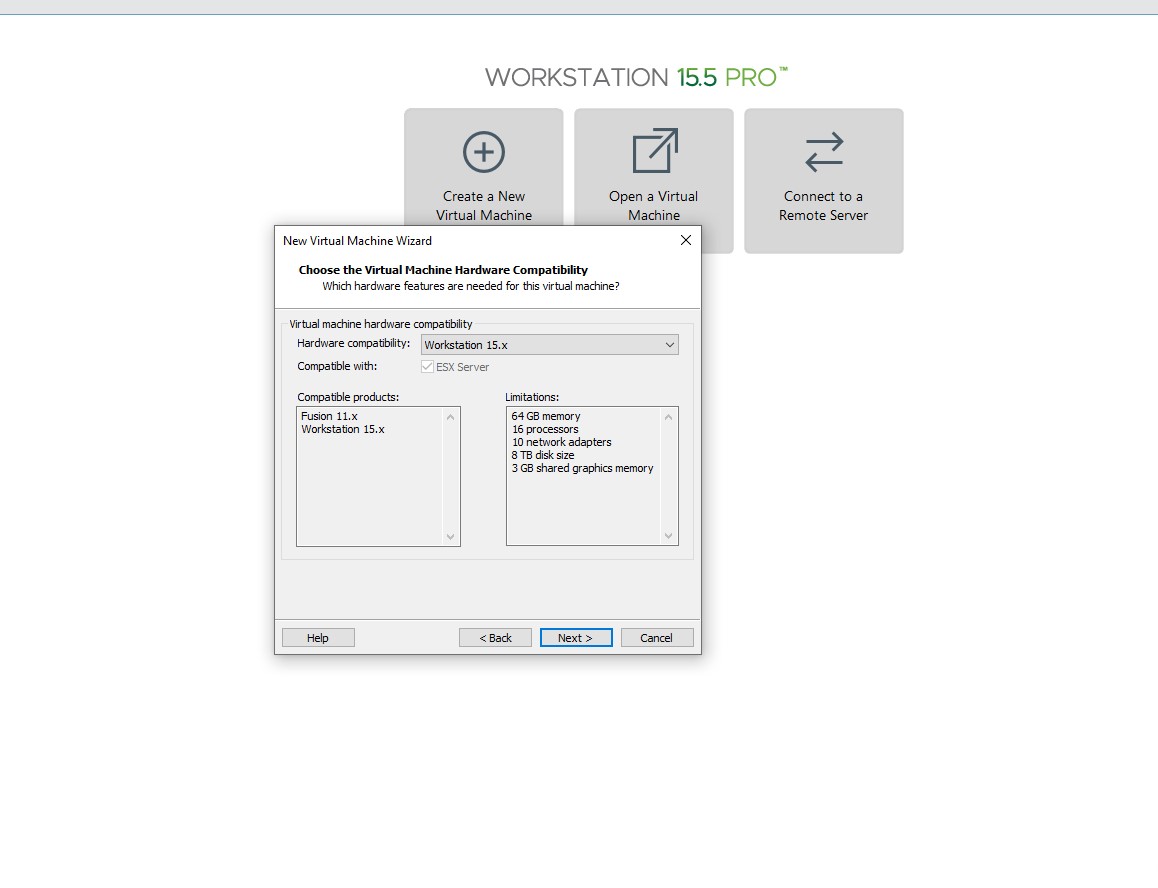 WORKSTATION 15.5 PRO™
Create a New
Virtual Machine
Open a Virtual
Machine
Connect to a
Remote Server
New Virtual Machine Wizard
Choose the Virtual Machine Hardware Compatibility
Which hardware features are needed for this virtual machine?
Virtual machine hardware compatibility
Hardware compatibility: Workstation 15.x
Compatible with: ESX Server
Compatible products:
Fusion 11.x
Workstation 15.x
Limitations:
64 GB memory
16 processors
10 network adapters
8 TB disk size
3 GB shared graphics memory
Help < Back Next > Cancel